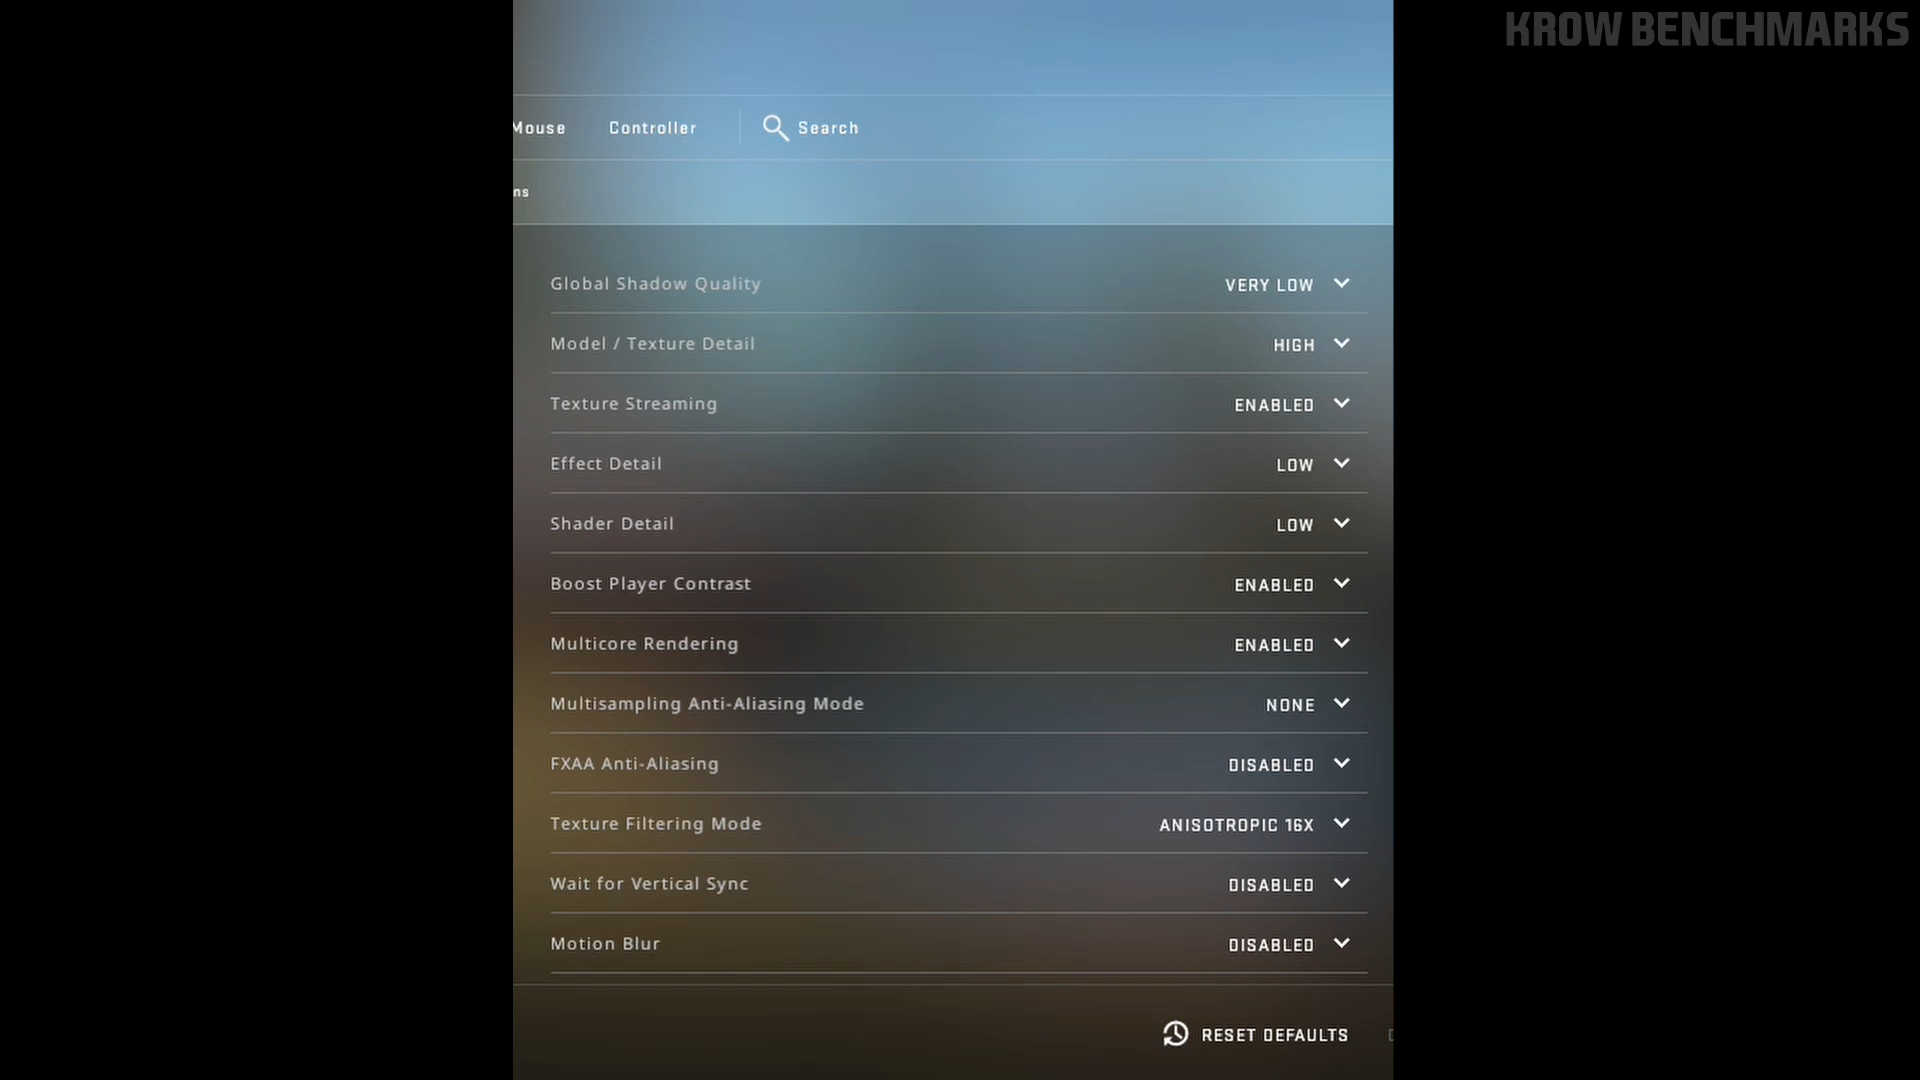 KROW BENCHMARKS
Mouse Controller Search
ns
Global Shadow Quality VERY LOW
Model / Texture Detail HIGH
Texture Streaming ENABLED
Effect Detail LOW
Shader Detail LOW
Boost Player Contrast ENABLED
Multicore Rendering ENABLED
Multisampling Anti-Aliasing Mode NONE
FXAA Anti-Aliasing DISABLED
Texture Filtering Mode ANISOTROPIC 16X
Wait for Vertical Sync DISABLED
Motion Blur DISABLED
RESET DEFAULTS